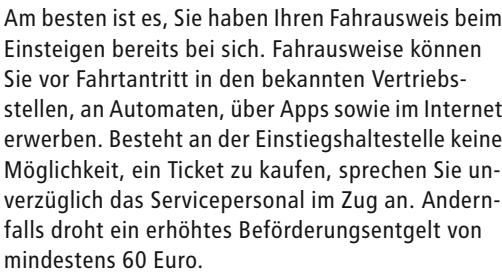 Am besten ist es, Sie haben Ihren Fahrausweis beim
Einsteigen bereits bei sich. Fahrausweise können
Sie vor Fahrtantritt in den bekannten Vertriebs-
stellen, an Automaten, über Apps sowie im Internet
erwerben. Besteht an der Einstiegshaltestelle keine
Möglichkeit, ein Ticket zu kaufen, sprechen Sie un-
verzüglich das Servicepersonal im Zug an. Andern-
falls droht ein erhöhtes Beförderungsentgelt von
mindestens 60 Euro.